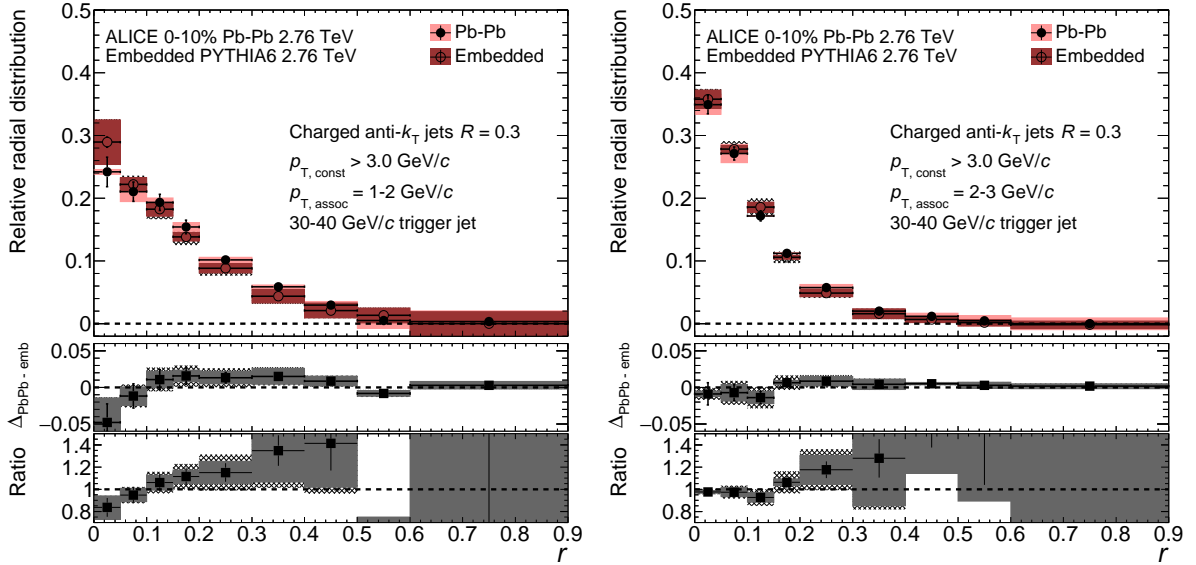 ALICE 0-10% Pb-Pb 2.76 TeV
Embedded PYTHIA6 2.76 TeV
Pb-Pb
Embedded
Charged anti-kT jets R = 0.3
pT, const > 3.0 GeV/c
pT, assoc = 1-2 GeV/c
30-40 GeV/c trigger jet
Relative radial distribution
0.5
0.4
0.3
0.2
0.1
0
ΔPbPb - emb
0.05
0
−0.05
Ratio
1.4
1.2
1
0.8
0 0.1 0.2 0.3 0.4 0.5 0.6 0.7 0.8 0.9
r
ALICE 0-10% Pb-Pb 2.76 TeV
Embedded PYTHIA6 2.76 TeV
Pb-Pb
Embedded
Charged anti-kT jets R = 0.3
pT, const > 3.0 GeV/c
pT, assoc = 2-3 GeV/c
30-40 GeV/c trigger jet
Relative radial distribution
0.5
0.4
0.3
0.2
0.1
0
ΔPbPb - emb
0.05
0
−0.05
Ratio
1.4
1.2
1
0.8
0 0.1 0.2 0.3 0.4 0.5 0.6 0.7 0.8 0.9
r